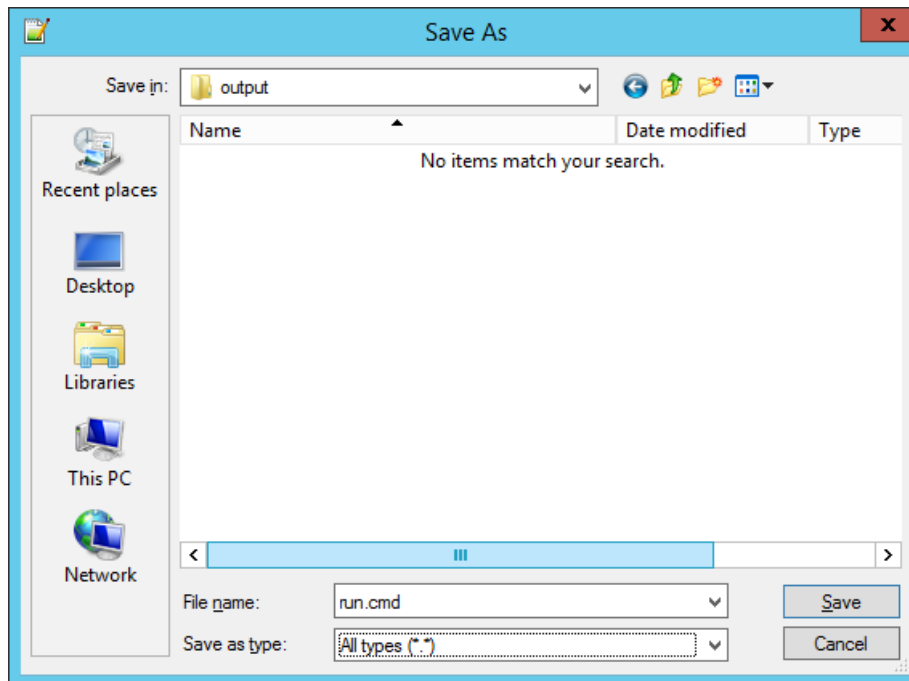 Save As
x
Save in: output
Name Date modified Type
No items match your search.
Recent places
Desktop
Libraries
This PC
Network
File name: run.cmd Save
Save as type: All types (*.*) Cancel